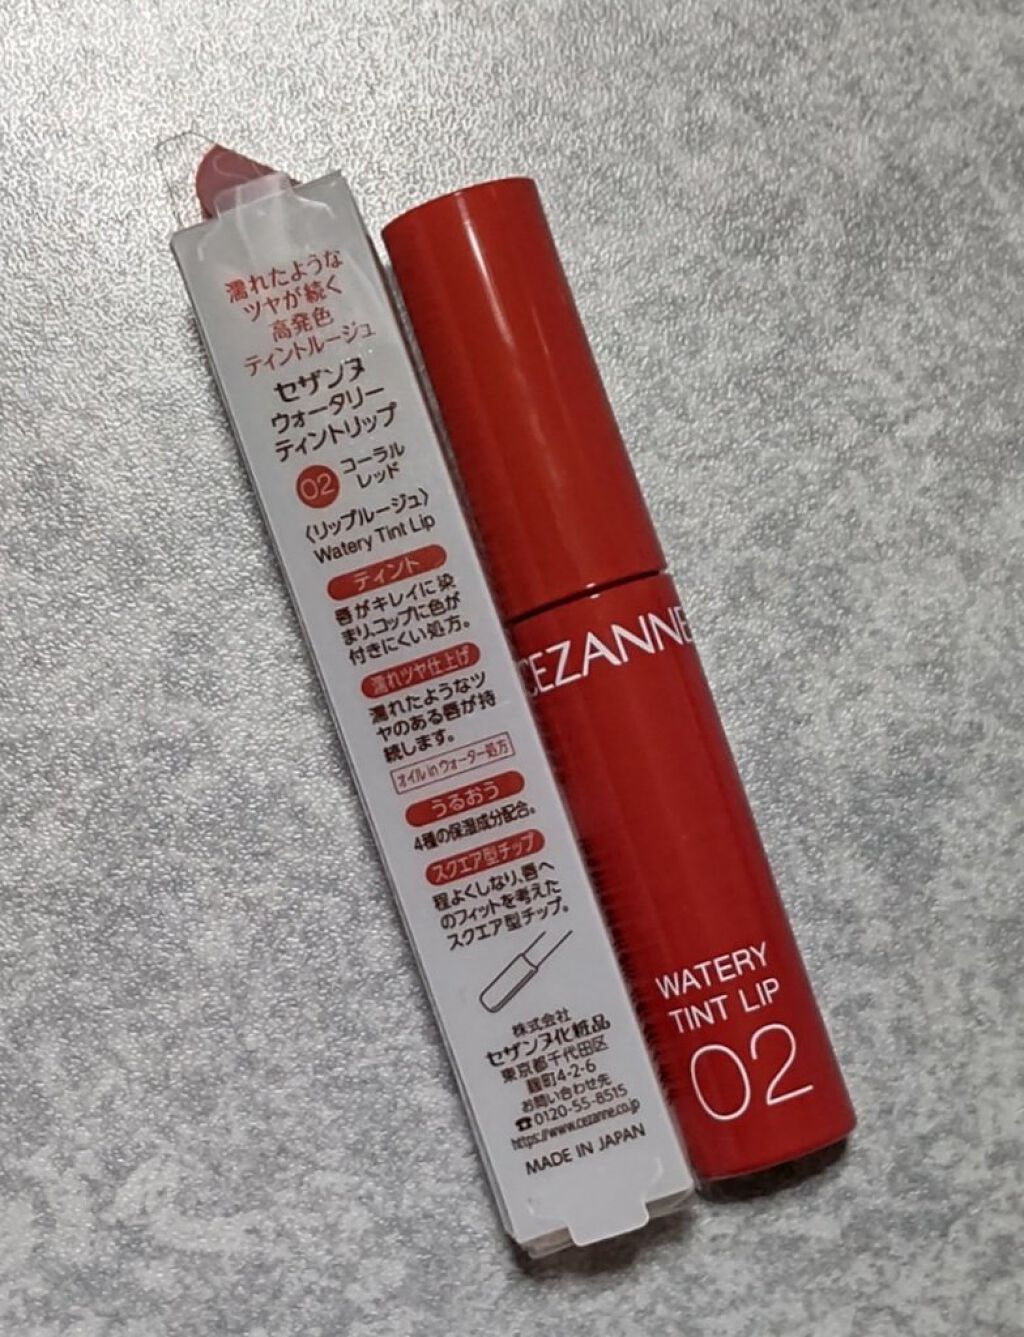 濡れたような
ツヤが続く
高発色
ティントルージュ
セザンヌ
ウォータリー
ティントリップ
02 コーラル
レッド
〈リップルージュ〉
Watery Tint Lip
ティント
唇がキレイに染
まり、コップに色が
付きにくい処方。
濡れツヤ仕上げ
濡れたようなツ
ヤのある唇が持
続します。
オイル in ウォーター処方
うるおう
4種の保湿成分配合。
スクエア型チップ
程よくしなり、唇へ
のフィットを考えた
スクエア型チップ。
株式会社
セザンヌ化粧品
東京都千代田区
麹町4-2-6
お問い合わせ先
☎0120-55-8515
https://www.cezanne.co.jp
MADE IN JAPAN
CEZANNE
WATERY
TINT LIP
02